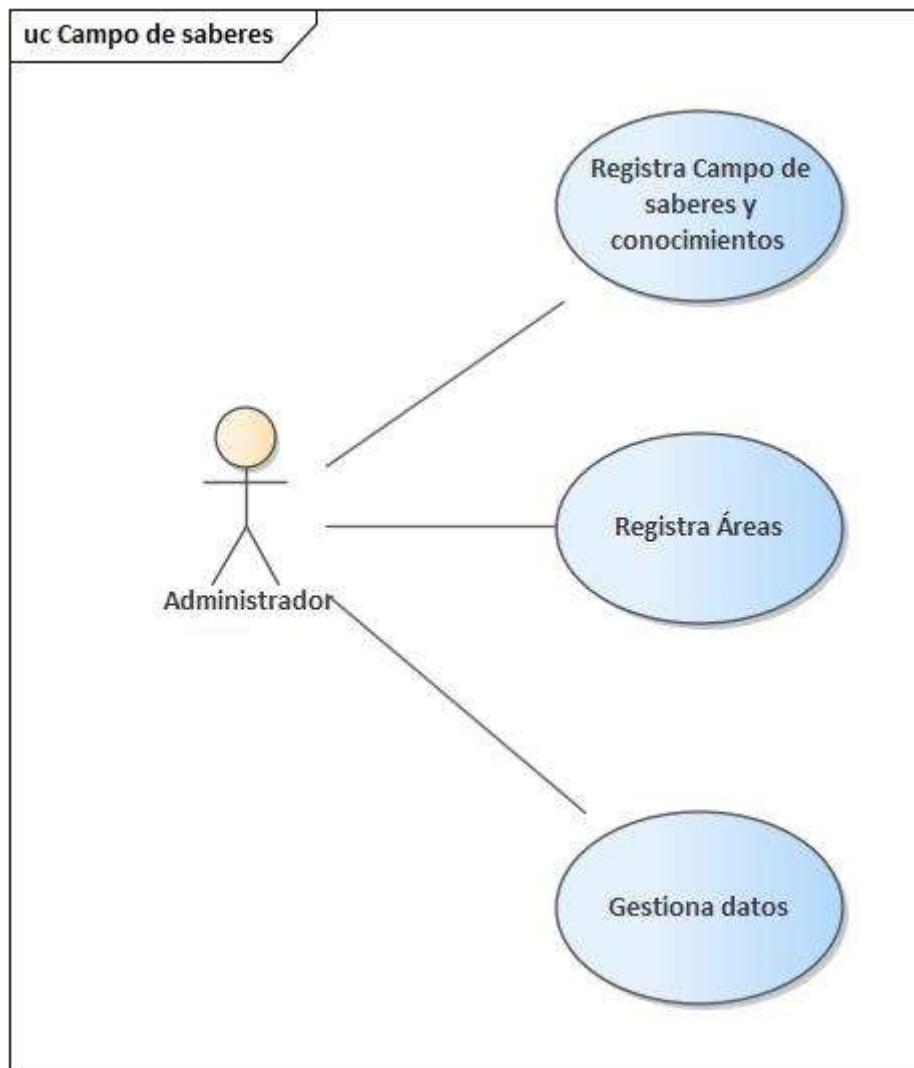 uc Campo de saberes
Registra Campo de
saberes y
conocimientos
Registra Áreas
Administrador
Gestiona datos